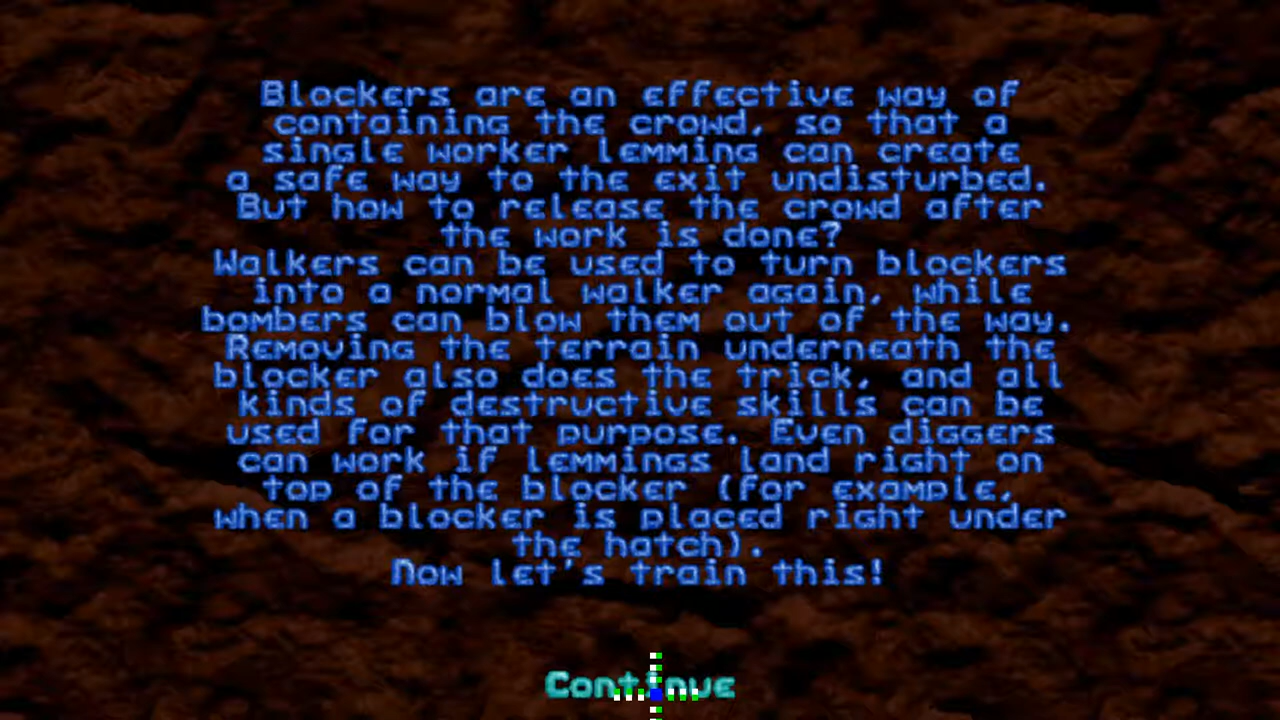 Blockers are an effective way of
containing the crowd, so that a
single worker lemming can create
a safe way to the exit undisturbed.
But how to release the crowd after
the work is done?
Walkers can be used to turn blockers
into a normal walker again, while
bombers can blow them out of the way.
Removing the terrain underneath the
blocker also does the trick, and all
kinds of destructive skills can be
used for that purpose. Even diggers
can work if lemmings land right on
top of the blocker (for example,
when a blocker is placed right under
the hatch).
Now let's train this!
Continue